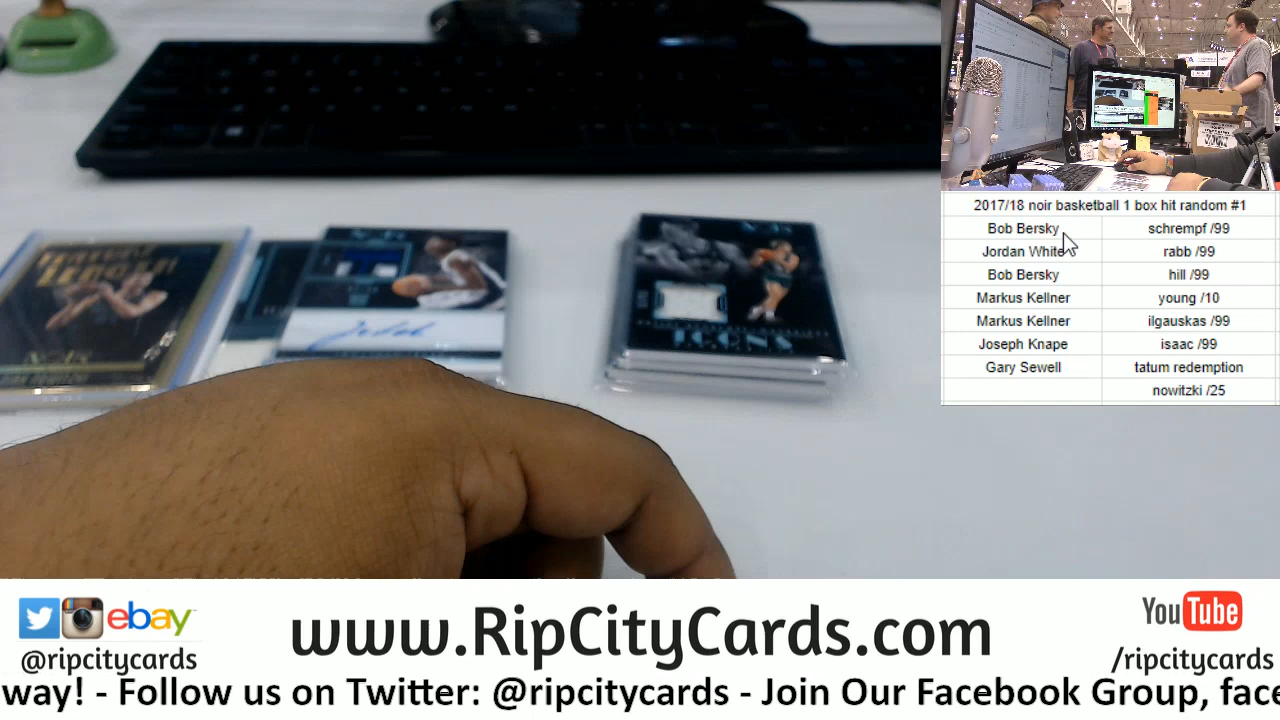 ICONS
2017/18 noir basketball 1 box hit random #1
Bob Bersky schrempf /99
Jordan White rabb /99
Bob Bersky hill /99
Markus Kellner young /10
Markus Kellner ilgauskas /99
Joseph Knape isaac /99
Gary Sewell tatum redemption
nowitzki /25
ebay
@ripcitycards
www.RipCityCards.com
YouTube
/ripcitycards
way! - Follow us on Twitter: @ripcitycards - Join Our Facebook Group, face